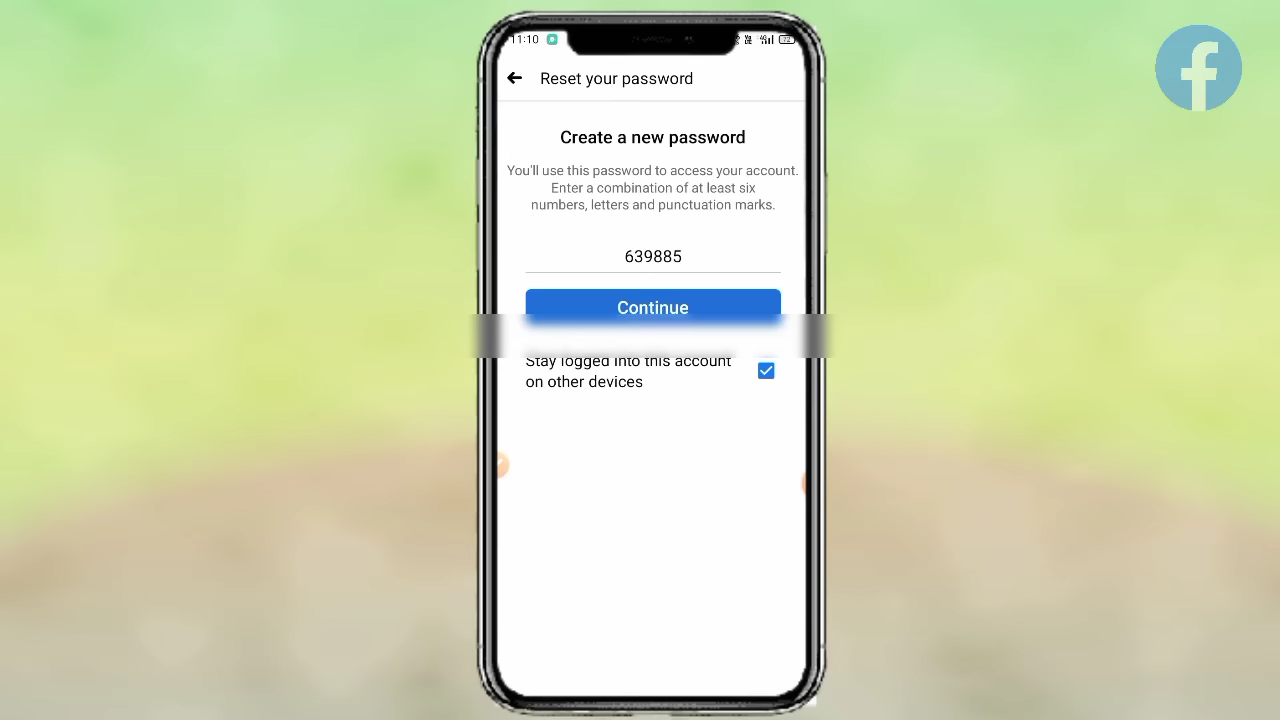 11:10
72
Reset your password
Create a new password
You'll use this password to access your account.
Enter a combination of at least six
numbers, letters and punctuation marks.
639885
Continue
Stay logged into this account
on other devices